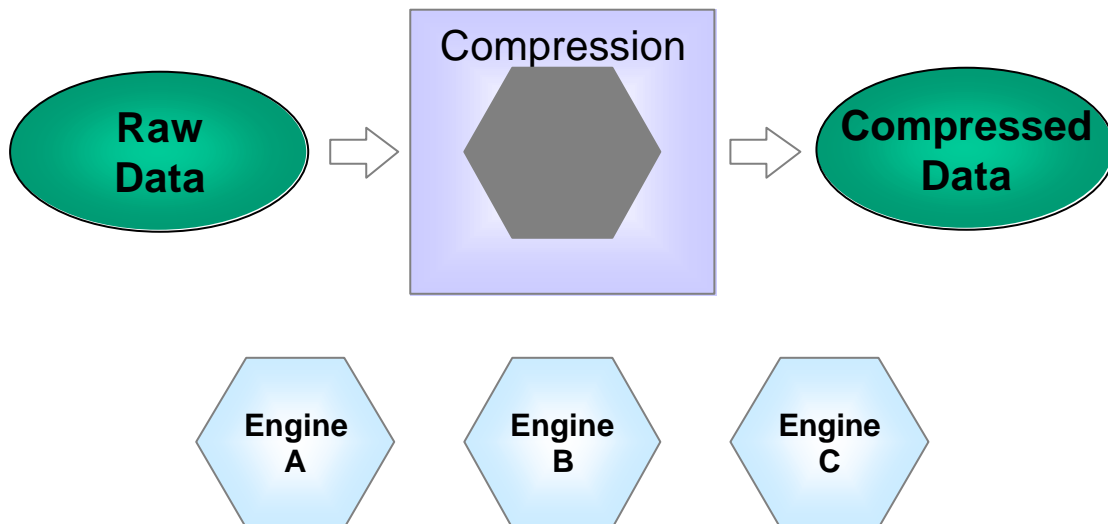 Compression
Raw
Data
Compressed
Data
Engine
A
Engine
B
Engine
C